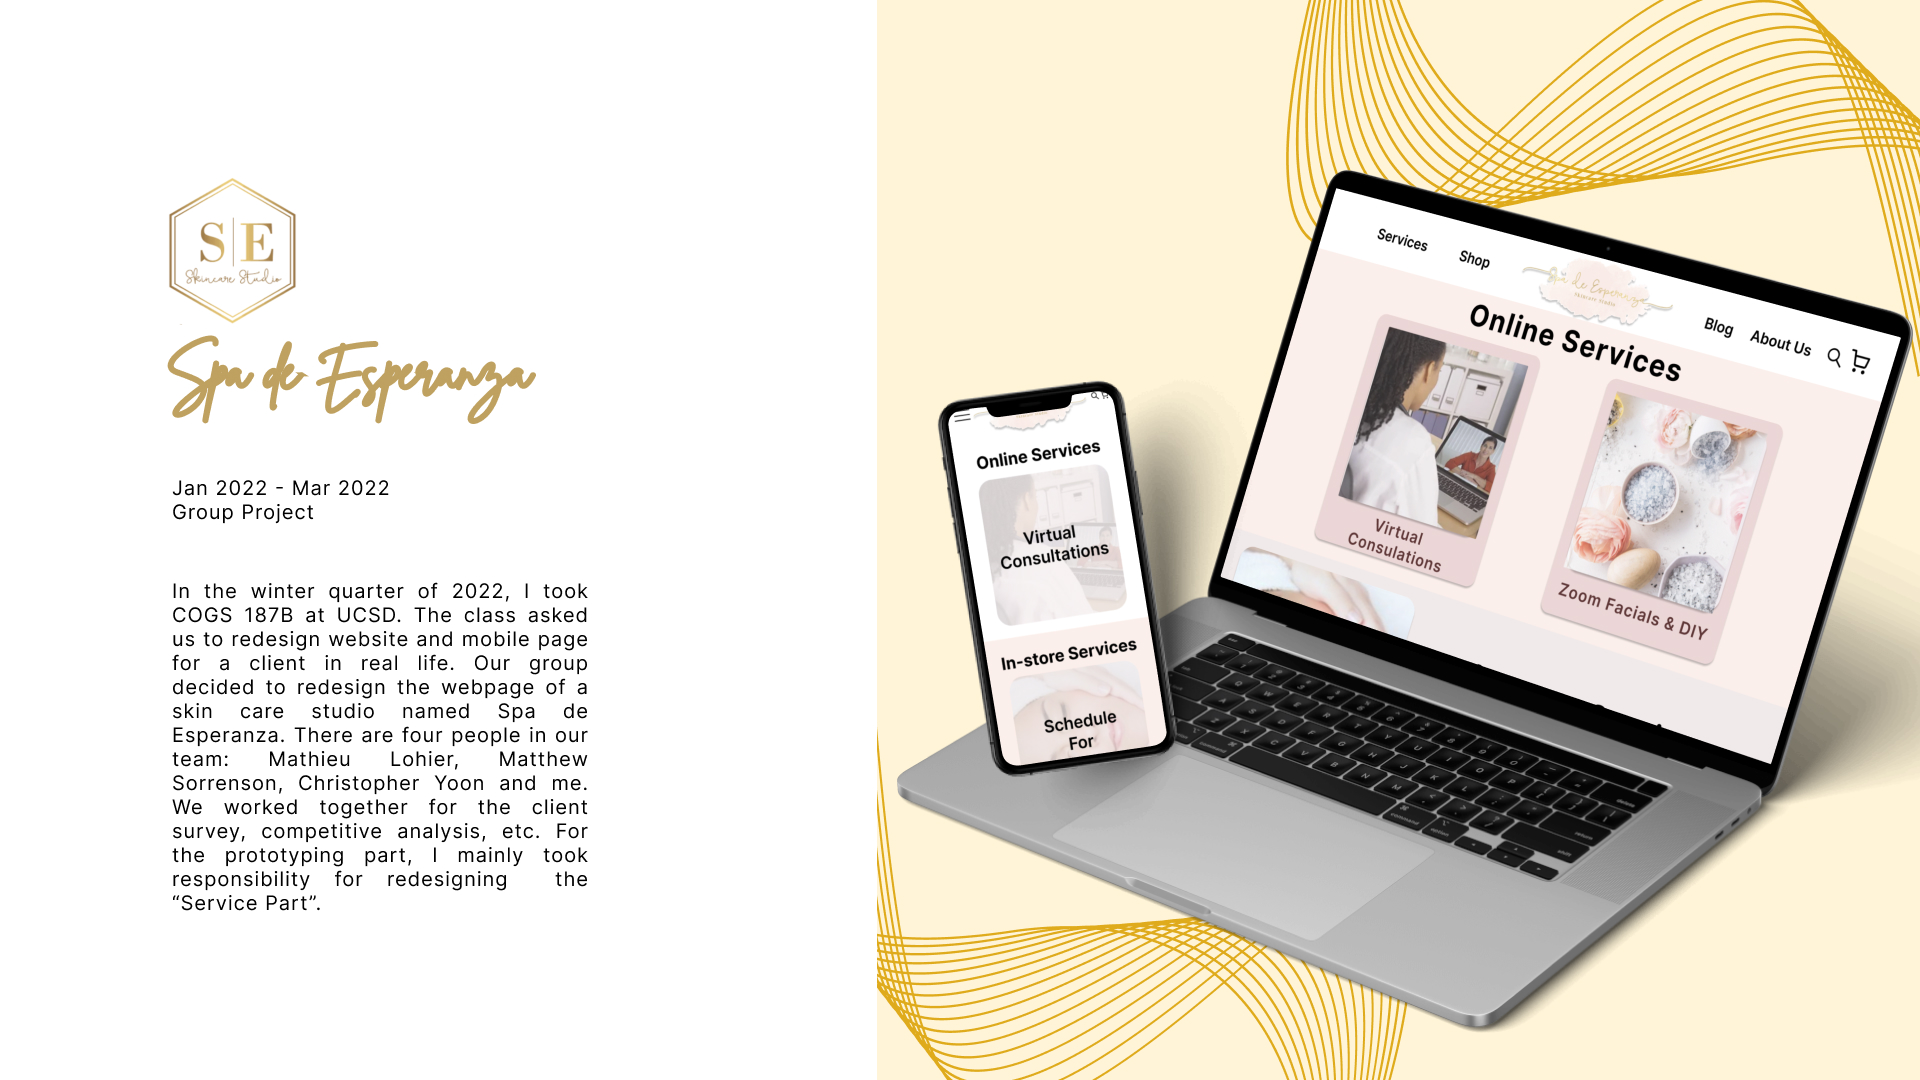 S|E
Skincare Studio
Spa de Esperanza
Jan 2022 - Mar 2022
Group Project
In the winter quarter of 2022, I took
COGS 187B at UCSD. The class asked
us to redesign website and mobile page
for a client in real life. Our group
decided to redesign the webpage of a
skin care studio named Spa de
Esperanza. There are four people in our
team: Mathieu Lohier, Matthew
Sorrenson, Christopher Yoon and me.
We worked together for the client
survey, competitive analysis, etc. For
the prototyping part, I mainly took
responsibility for redesigning the
“Service Part”.
Online Services
Virtual
Consultations
In-store Services
Schedule
For
Services
Shop
Spa de Esperanza
skincare studio
Blog
About Us
Online Services
Virtual
Consulations
Zoom Facials & DIY